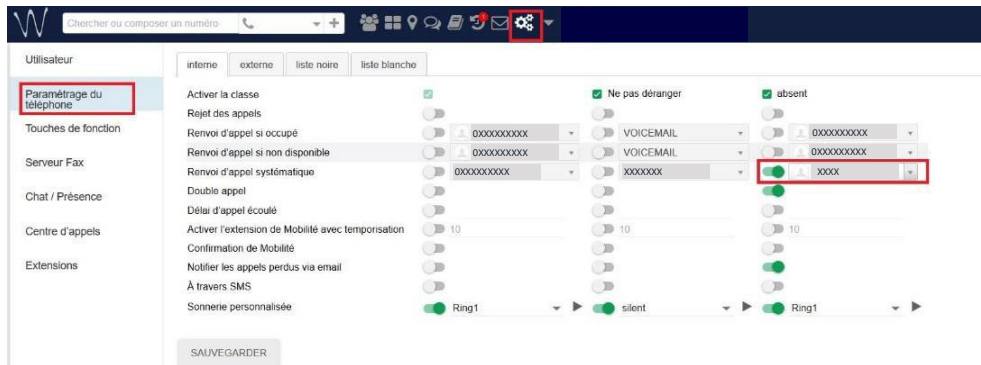 W Chercher ou composer un numéro
Utilisateur
Paramétrage du
téléphone
Touches de fonction
Serveur Fax
Chat / Présence
Centre d'appels
Extensions
interne externe liste noire liste blanche
Activer la classe Ne pas déranger absent
Rejet des appels
Renvoi d'appel si occupé 0XXXXXXXXX VOICEMAIL 0XXXXXXXXX
Renvoi d'appel si non disponible 0XXXXXXXXX VOICEMAIL 0XXXXXXXXX
Renvoi d'appel systématique 0XXXXXXXXX XXXXXXX XXXX
Double appel
Délai d'appel écoulé
Activer l'extension de Mobilité avec temporisation 10 10 10
Confirmation de Mobilité
Notifier les appels perdus via email
À travers SMS
Sonnerie personnalisée Ring1 silent Ring1
SAUVEGARDER